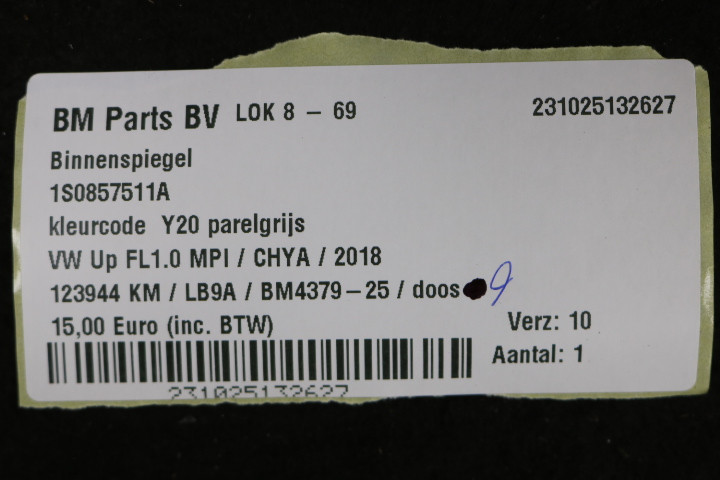 BM Parts BV LOK 8 – 69 231025132627
Binnenspiegel
1S0857511A
kleurcode Y20 parelgrijs
VW Up FL1.0 MPI / CHYA / 2018
123944 KM / LB9A / BM4379-25 / doos 9
15,00 Euro (inc. BTW) Verz: 10
Aantal: 1
231025132627